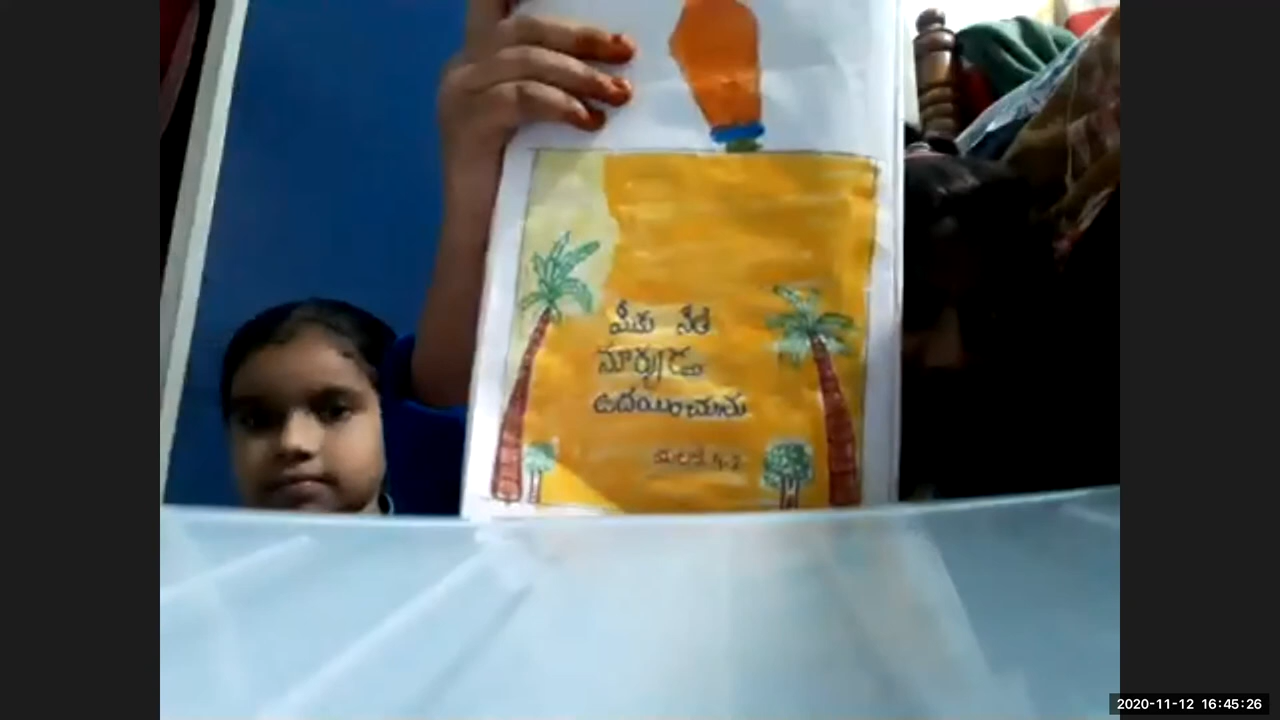 మీకు నీతి
సూర్యుడు
ఉదయించును
మలాకీ 4-2
2020-11-12 16:45:26